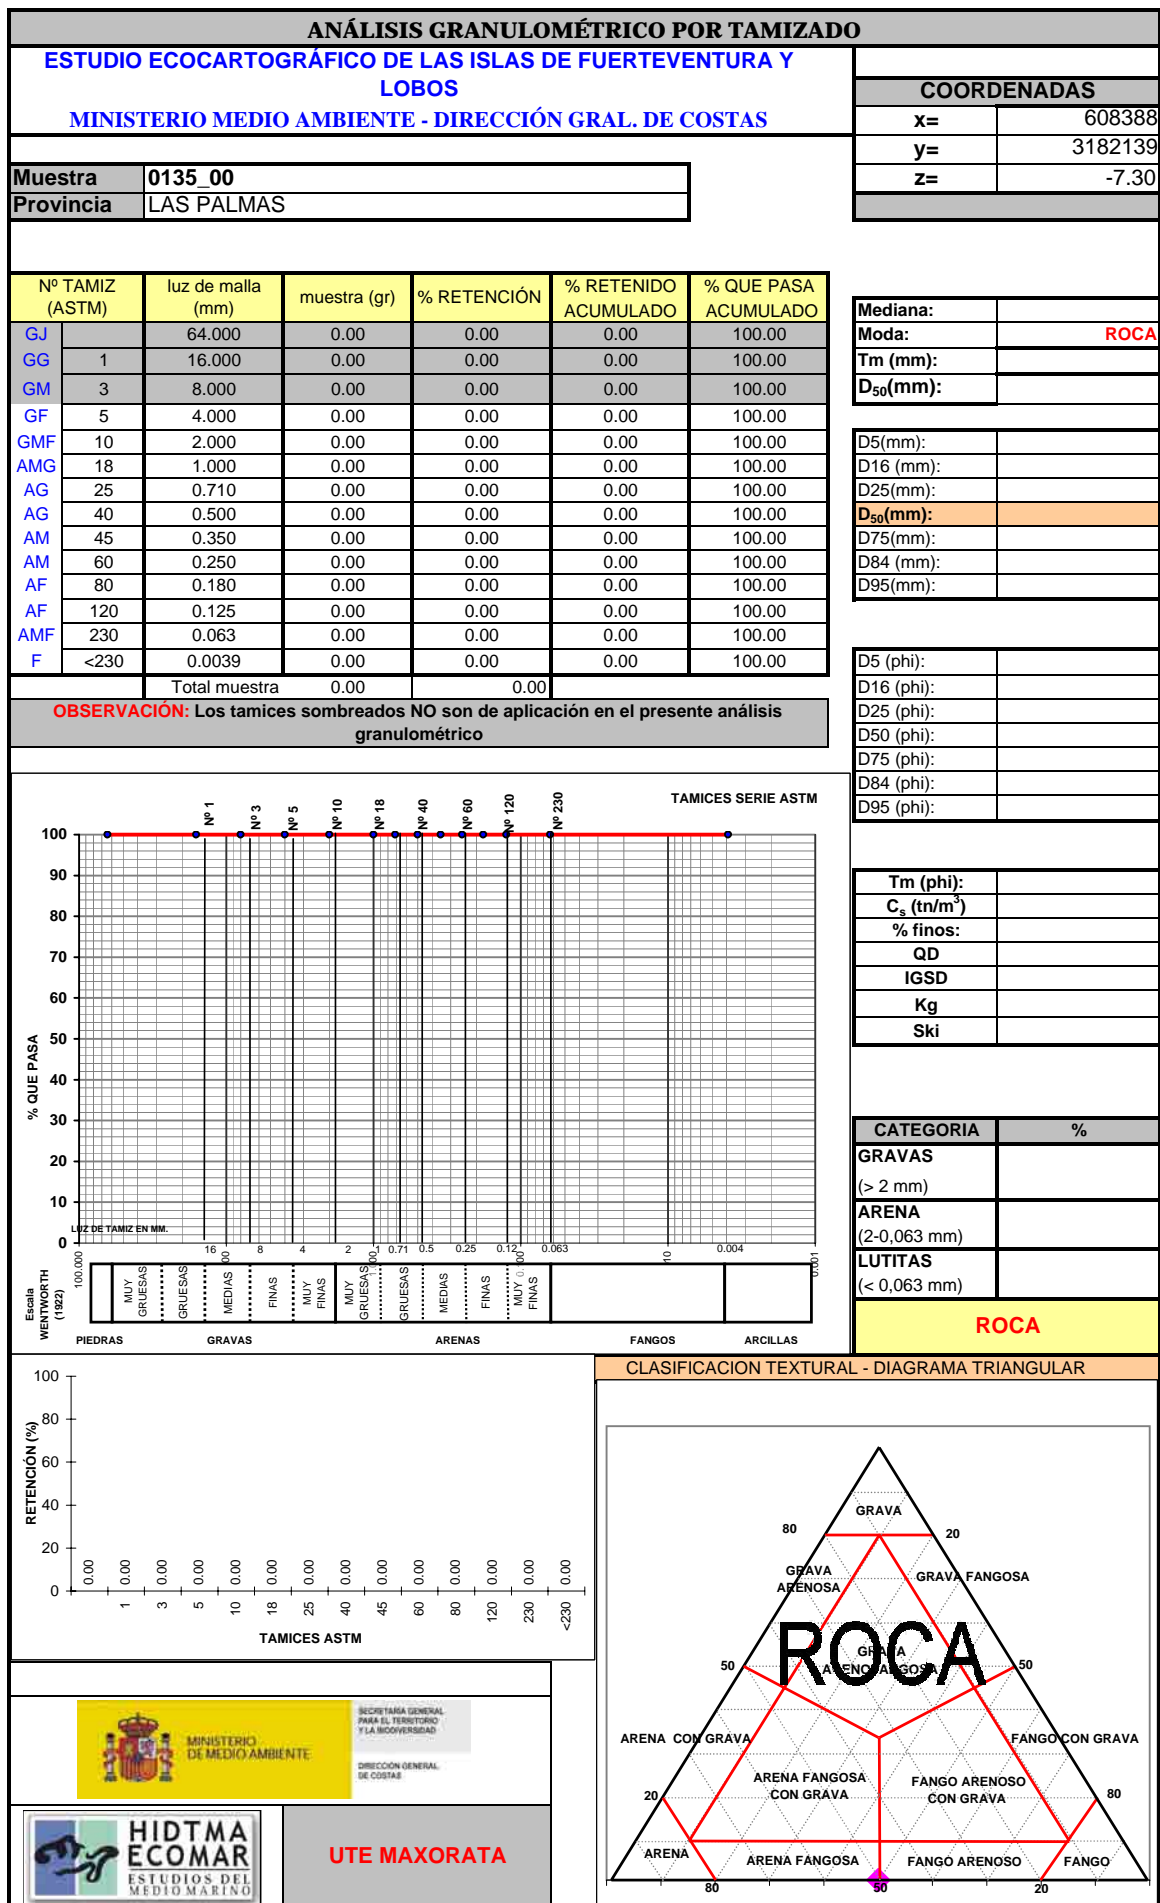 ANÁLISIS GRANULOMÉTRICO POR TAMIZADO
ESTUDIO ECOCARTOGRÁFICO DE LAS ISLAS DE FUERTEVENTURA Y
LOBOS
MINISTERIO MEDIO AMBIENTE - DIRECCIÓN GRAL. DE COSTAS
COORDENADAS
x= 608388
y= 3182139
z= -7.30
Muestra 0135_00
Provincia LAS PALMAS
Nº TAMIZ (ASTM) luz de malla (mm) muestra (gr) % RETENCIÓN % RETENIDO ACUMULADO % QUE PASA ACUMULADO
GJ 64.000 0.00 0.00 0.00 100.00
GG 1 16.000 0.00 0.00 0.00 100.00
GM 3 8.000 0.00 0.00 0.00 100.00
GF 5 4.000 0.00 0.00 0.00 100.00
GMF 10 2.000 0.00 0.00 0.00 100.00
AMG 18 1.000 0.00 0.00 0.00 100.00
AG 25 0.710 0.00 0.00 0.00 100.00
AG 40 0.500 0.00 0.00 0.00 100.00
AM 45 0.350 0.00 0.00 0.00 100.00
AM 60 0.250 0.00 0.00 0.00 100.00
AF 80 0.180 0.00 0.00 0.00 100.00
AF 120 0.125 0.00 0.00 0.00 100.00
AMF 230 0.063 0.00 0.00 0.00 100.00
F <230 0.0039 0.00 0.00 0.00 100.00
Total muestra 0.00 0.00
OBSERVACIÓN: Los tamices sombreados NO son de aplicación en el presente análisis
granulométrico
Mediana:
Moda: ROCA
Tm (mm):
D50(mm):
D5(mm):
D16 (mm):
D25(mm):
D50(mm):
D75(mm):
D84 (mm):
D95(mm):
D5 (phi):
D16 (phi):
D25 (phi):
D50 (phi):
D75 (phi):
D84 (phi):
D95 (phi):
Tm (phi):
Cs (tn/m3)
% finos:
QD
IGSD
Kg
Ski
CATEGORIA %
GRAVAS
(> 2 mm)
ARENA
(2-0,063 mm)
LUTITAS
(< 0,063 mm)
ROCA
TAMICES SERIE ASTM
Nº 1 Nº 3 Nº 5 Nº 10 Nº 18 Nº 40 Nº 60 Nº 120 Nº 230
% QUE PASA
100
90
80
70
60
50
40
30
20
10
0
LUZ DE TAMIZ EN MM.
16 8 4 2 1 0.71 0.5 0.25 0.12 0.063 0.004
100.000 0.001
Escala WENTWORTH (1922)
MUY GRUESAS GRUESAS MEDIAS FINAS MUY FINAS MUY GRUESAS GRUESAS MEDIAS FINAS MUY FINAS
PIEDRAS GRAVAS ARENAS FANGOS ARCILLAS
RETENCIÓN (%)
100
80
60
40
20
0
0.00 0.00 0.00 0.00 0.00 0.00 0.00 0.00 0.00 0.00 0.00 0.00 0.00 0.00
1 3 5 10 18 25 40 45 60 80 120 230 <230
TAMICES ASTM
CLASIFICACION TEXTURAL - DIAGRAMA TRIANGULAR
GRAVA
80 20
GRAVA ARENOSA
GRAVA FANGOSA
ROCA
GRAVA
50 50
ARENA CON GRAVA
FANGO CON GRAVA
ARENA FANGOSA CON GRAVA
FANGO ARENOSO CON GRAVA
20 80
ARENA
ARENA FANGOSA
FANGO ARENOSO
FANGO
80 50 20
MINISTERIO
DE MEDIO AMBIENTE
SECRETARÍA GENERAL
PARA EL TERRITORIO
Y LA BIODIVERSIDAD
DIRECCIÓN GENERAL
DE COSTAS
HIDTMA
ECOMAR
ESTUDIOS DEL
MEDIO MARINO
UTE MAXORATA